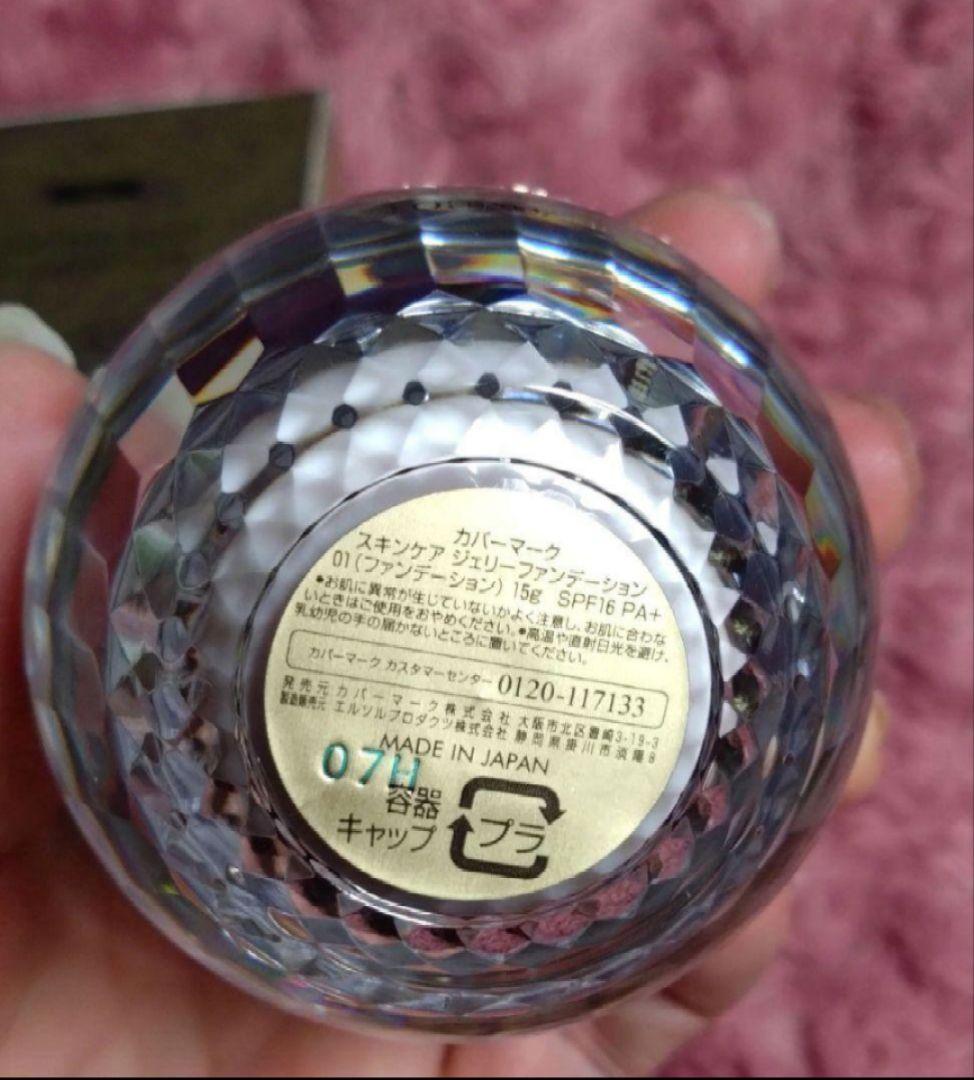 カバーマーク
スキンケア ジェリーファンデーション
01(ファンデーション) 15g SPF16 PA+
•お肌に異常が生じていないかよく注意し、お肌に合わな
いときはご使用をおやめください。•高温や直射日光を避け、
乳幼児の手の届かないところに置いてください。
カバーマーク カスタマーセンター 0120-117133
発売元 カバーマーク株式会社 大阪市北区豊崎3-19-3
製造販売元 エルソルプロダクツ株式会社 静岡県掛川市淡陽8
MADE IN JAPAN
07H
容器
キャップ
プラ